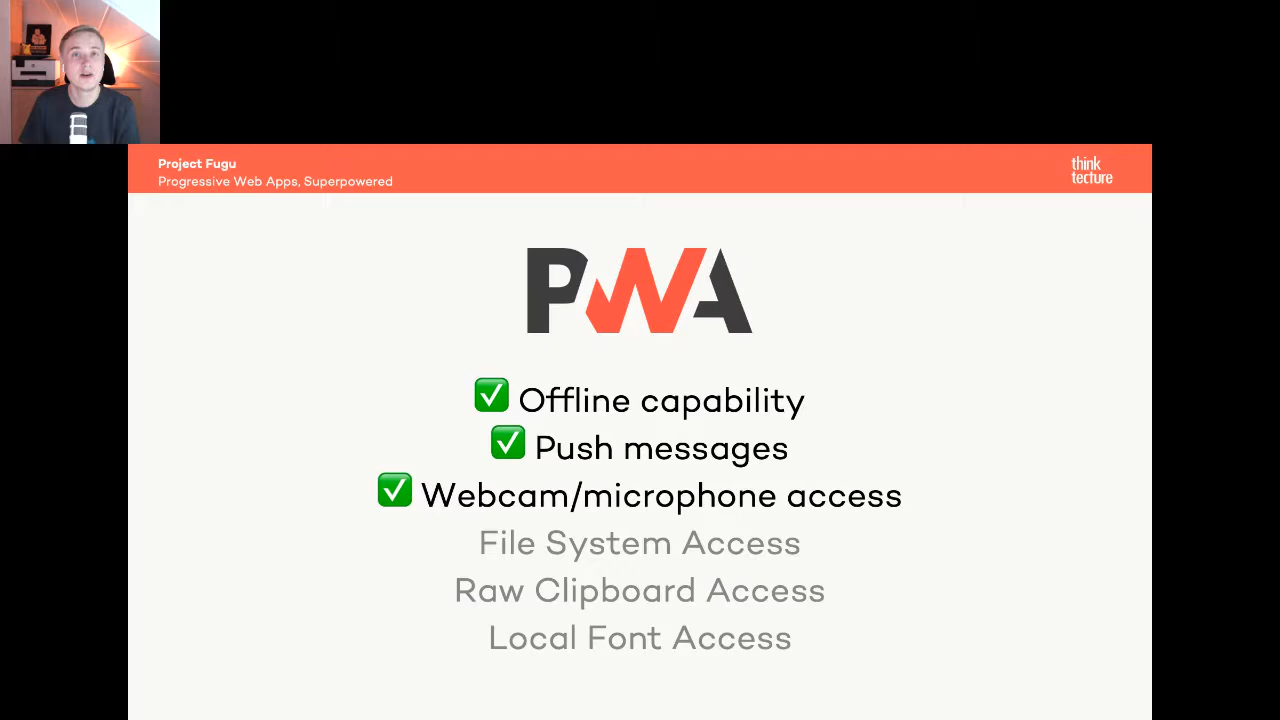 Project Fugu
Progressive Web Apps, Superpowered
think
tecture
PWA
✅ Offline capability
✅ Push messages
✅ Webcam/microphone access
File System Access
Raw Clipboard Access
Local Font Access